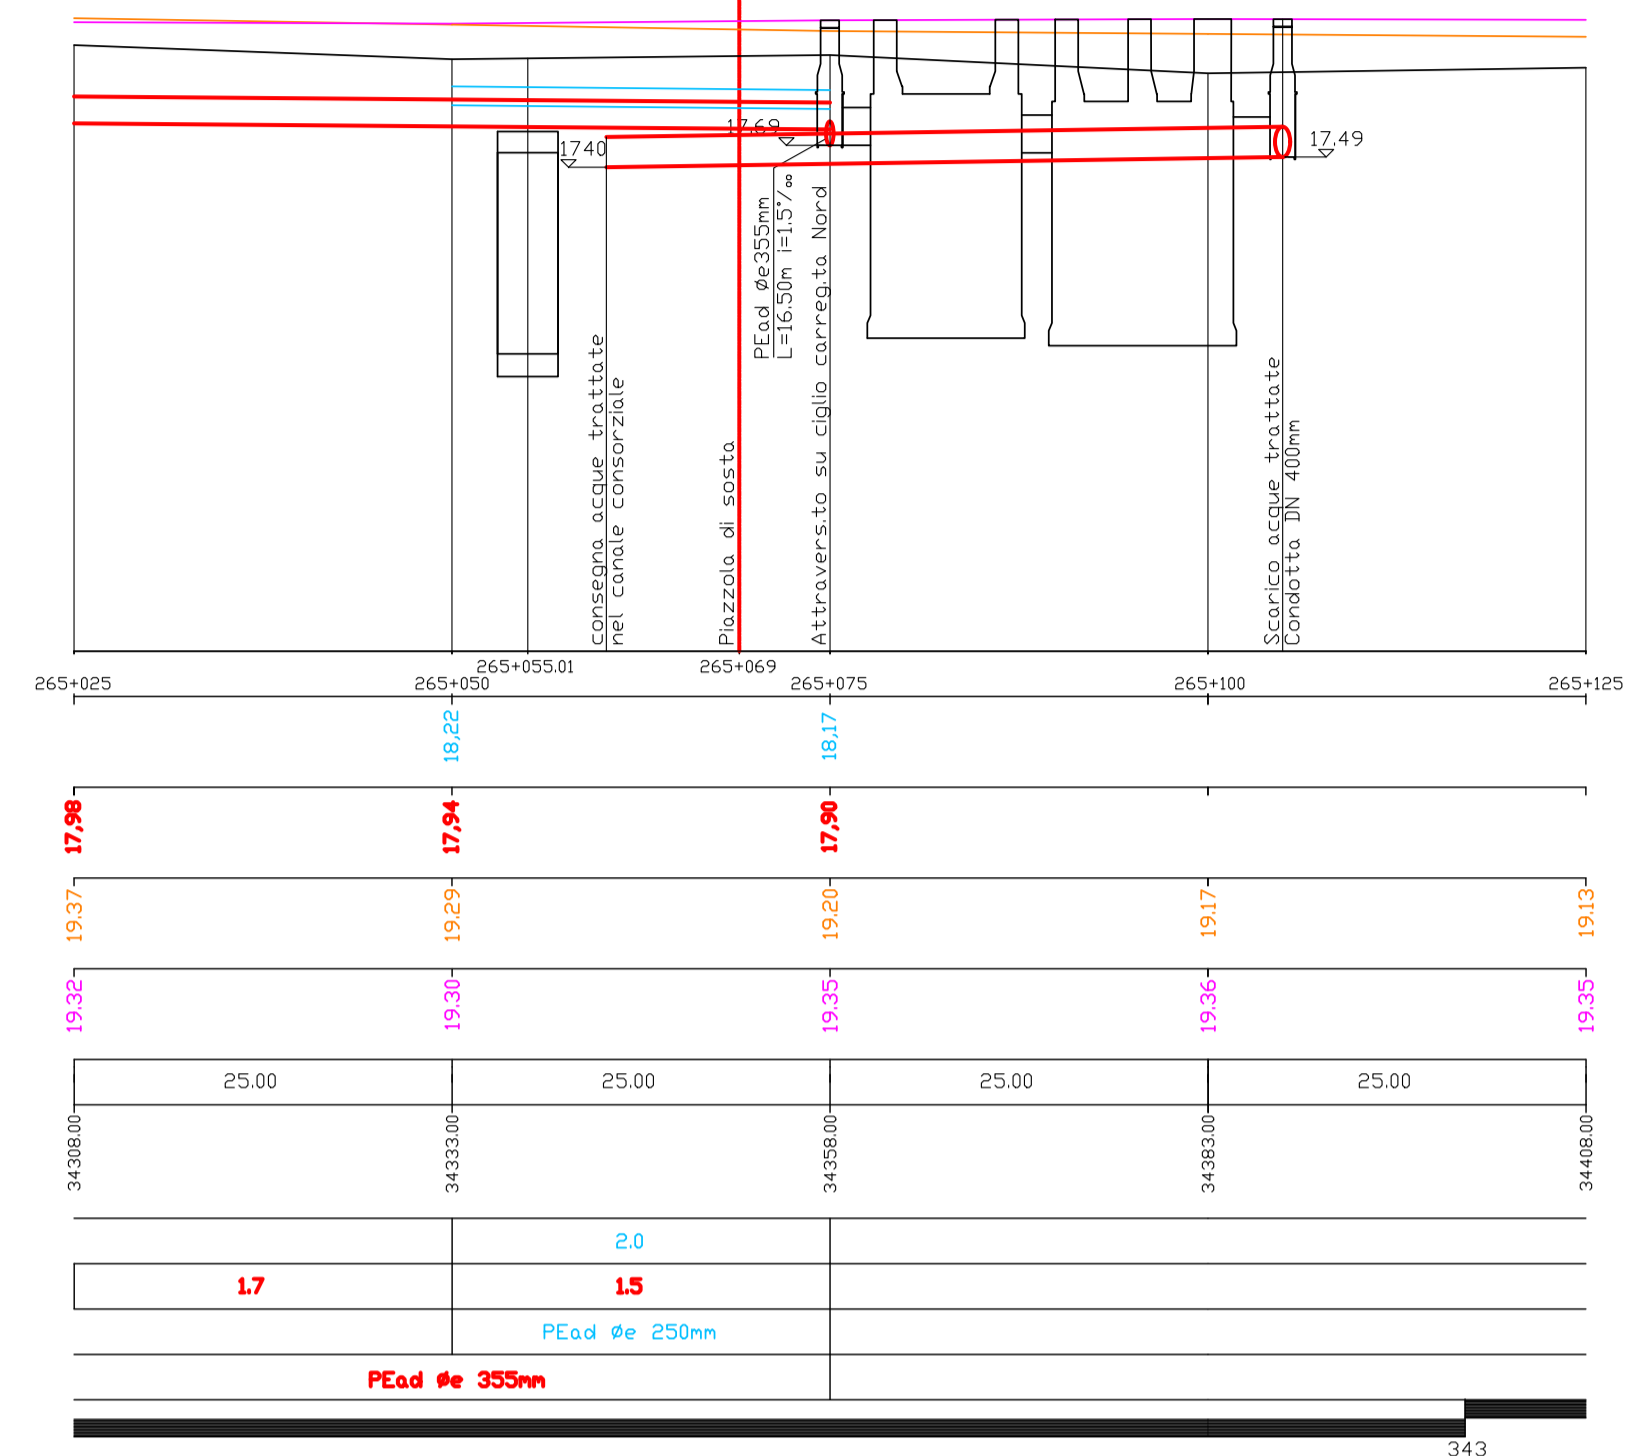 17.69
1740
17.49
consegna acque trattate
nel canale consorziale
Piazzola di sosta
PEad Øe355mm
L=16.50m i=1.5°/∞
Attravers.to su ciglio carreg.ta Nord
Scarico acque trattate
Condotta DN 400mm
265+055.01 265+069
265+025 265+050 265+075 265+100 265+125
18,22 18,17
17,98 17,94 17,90
19.37 19.29 19.20 19.17 19.13
19.32 19.30 19.35 19.36 19.35
25.00 25.00 25.00 25.00
34308.00 34333.00 34358.00 34383.00 34408.00
2.0
1.7 1.5
PEad Øe 250mm
PEad Øe 355mm
343